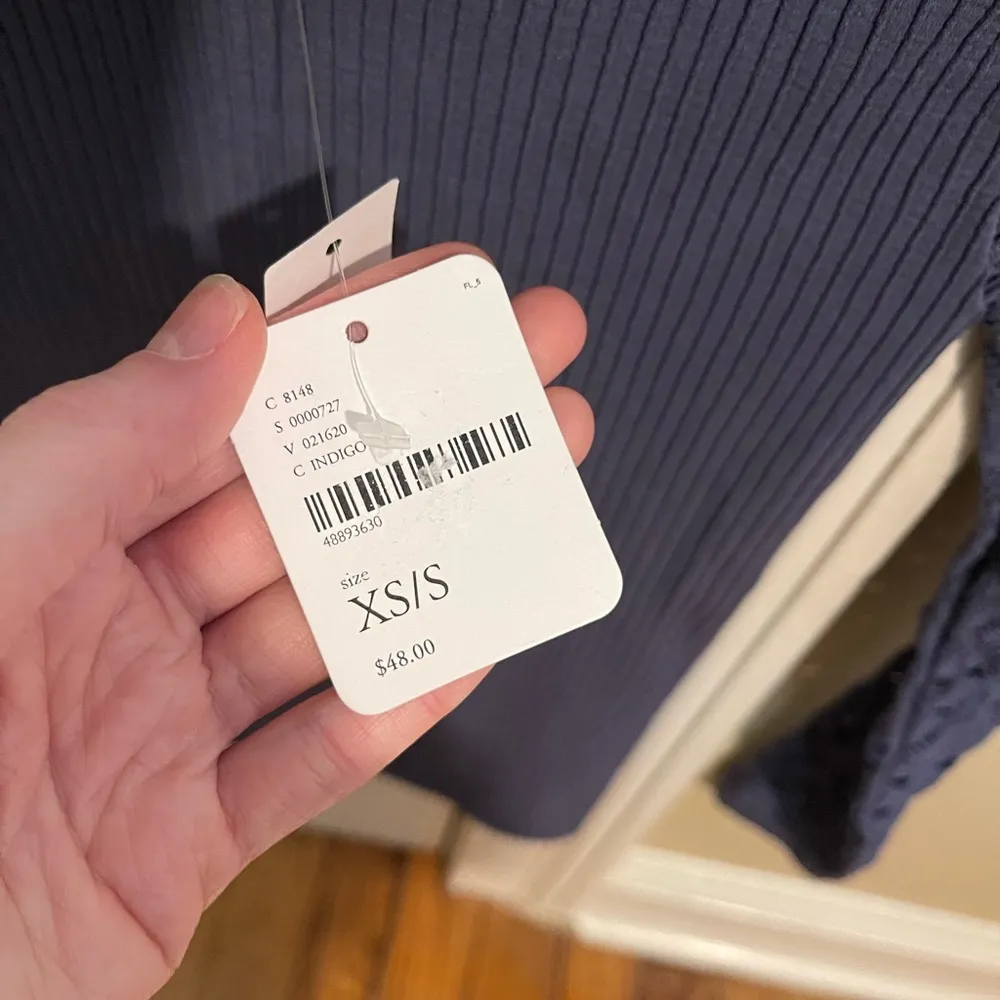 FL_5
C 8148
S 0000727
V 021620
C INDIGO
48893630
size
XS/S
$48.00